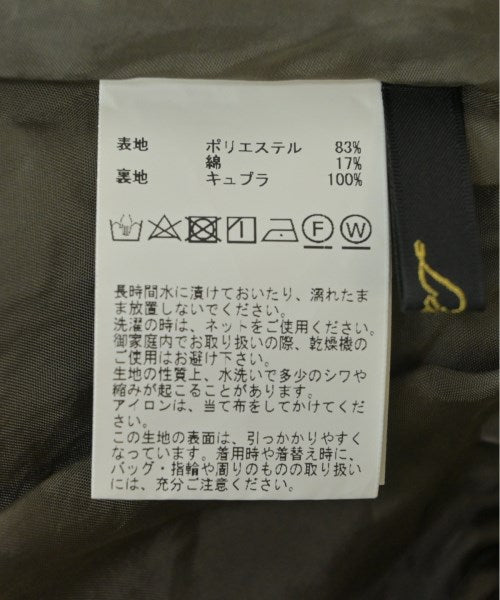 表地 ポリエステル 83%
綿 17%
裏地 キュプラ 100%
F W
長時間水に漬けておいたり、濡れたまま
ま放置しないでください。
洗濯の時は、ネットをご使用ください。
御家庭内でお取り扱いの際、乾燥機の
ご使用はお避け下さい。
生地の性質上、水洗いで多少のシワや
縮みが起こることがあります。
アイロンは、当て布をしてかけてくだ
さい。
この生地の表面は、引っかかりやすく
なっています。着用時や着替え時に、
バッグ・指輪や周りのものの取り扱い
には、充分ご注意ください。